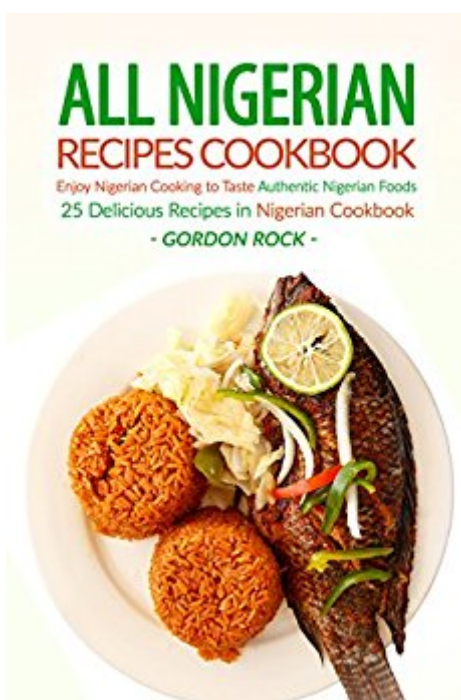 ALL NIGERIAN
RECIPES COOKBOOK
Enjoy Nigerian Cooking to Taste Authentic Nigerian Foods
25 Delicious Recipes in Nigerian Cookbook
- GORDON ROCK -